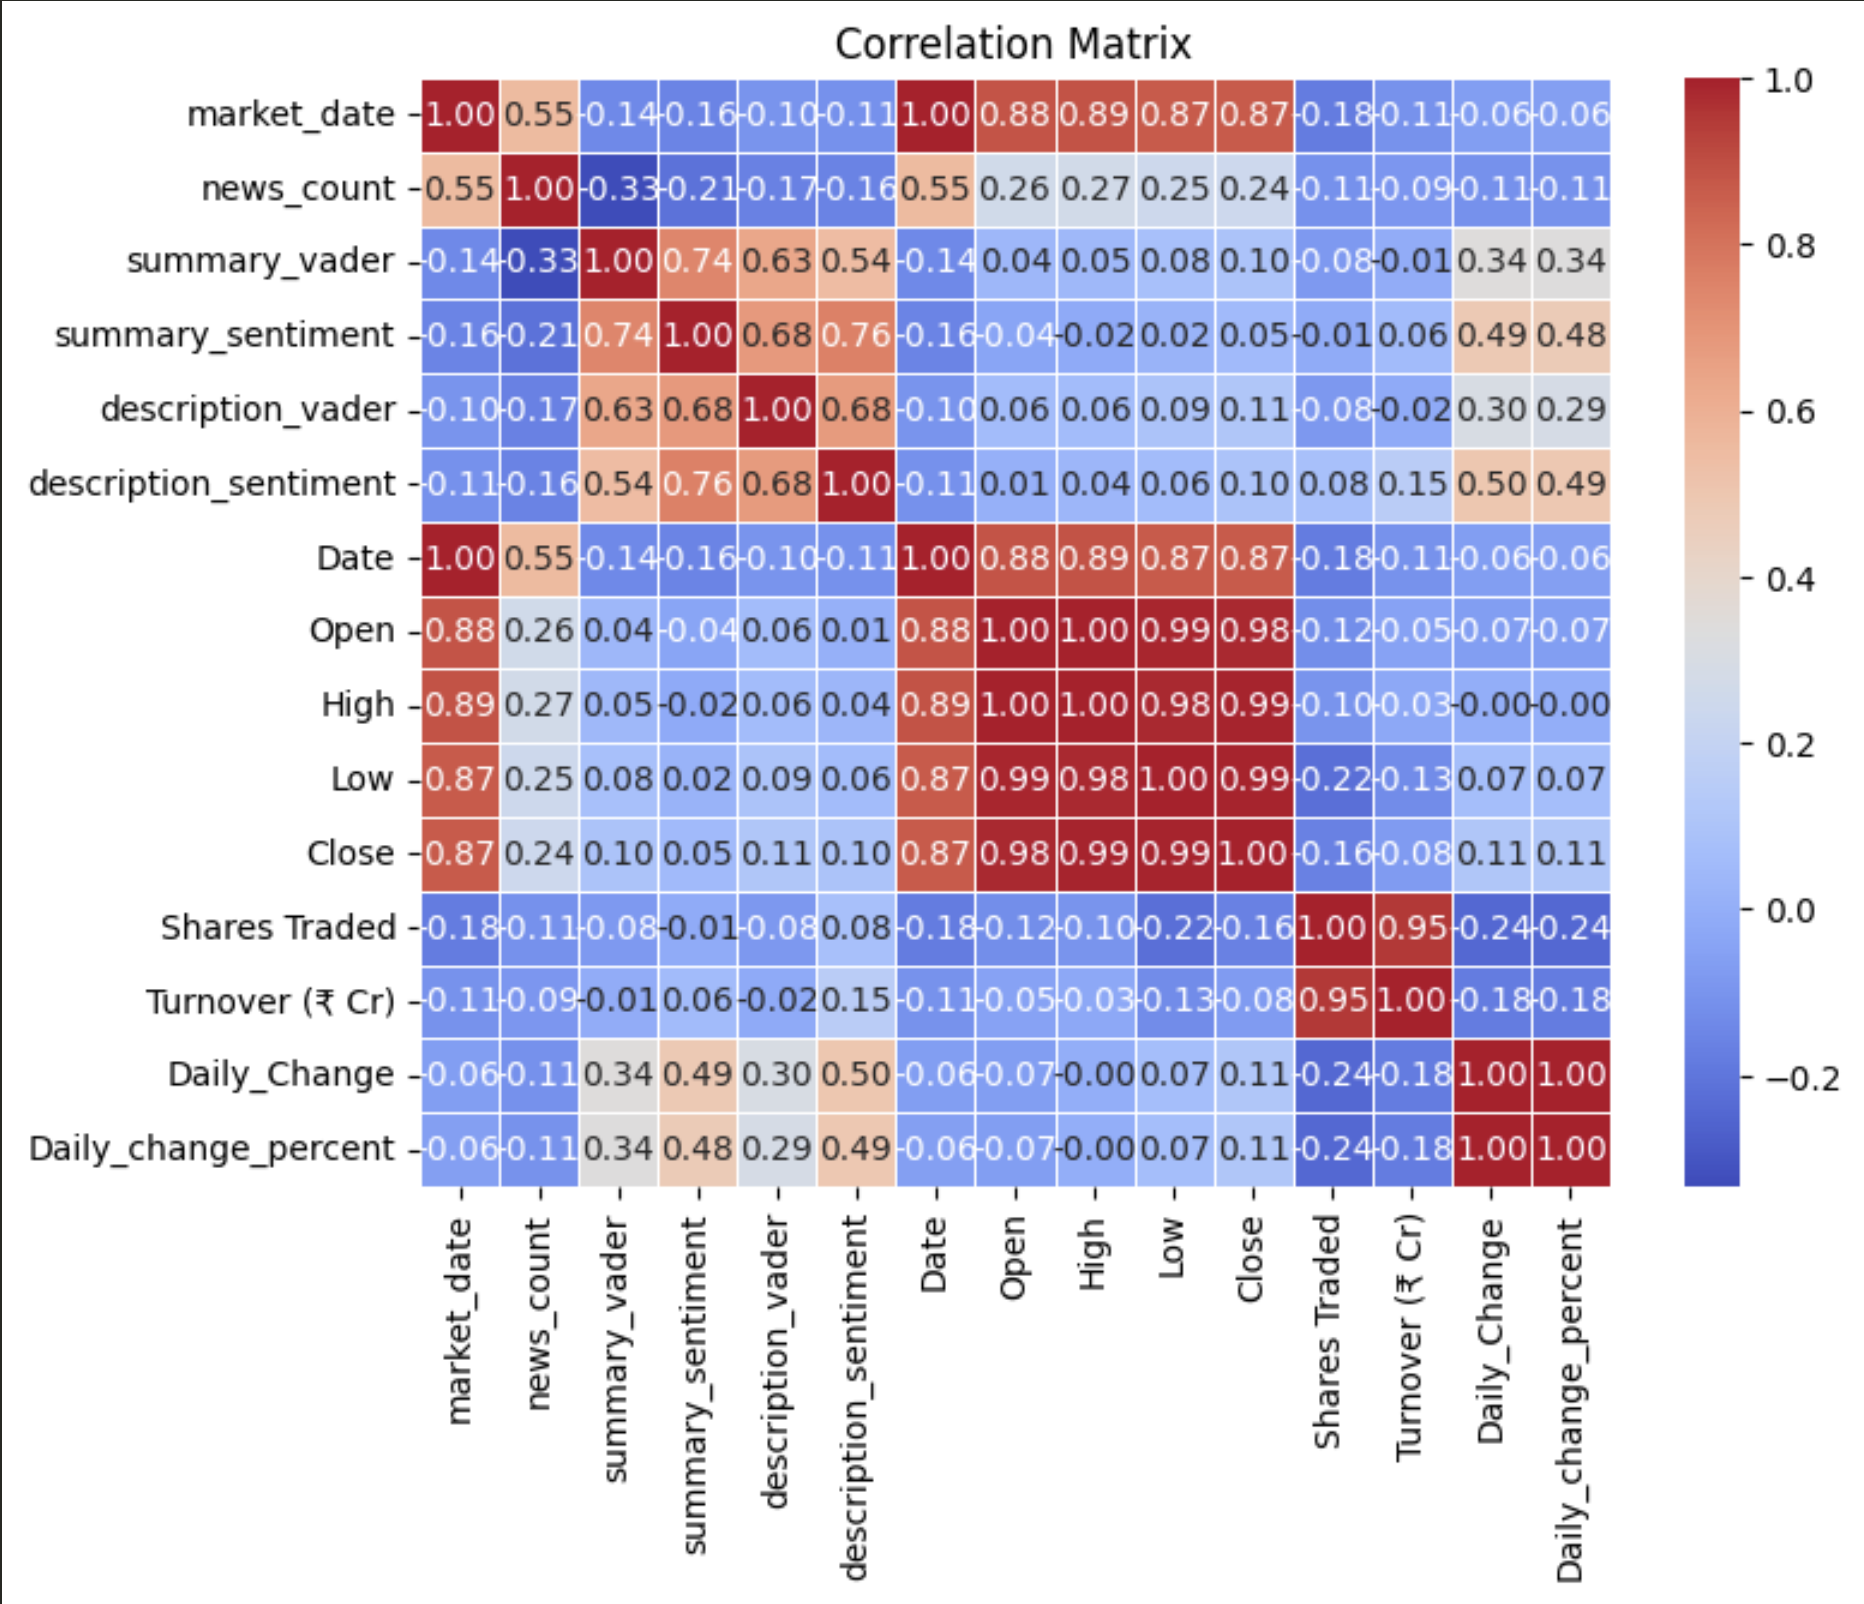 Correlation Matrix
market_date 1.00 0.55 -0.14 -0.16 -0.10 -0.11 1.00 0.88 0.89 0.87 0.87 -0.18 -0.11 -0.06 -0.06
news_count 0.55 1.00 -0.33 -0.21 -0.17 -0.16 0.55 0.26 0.27 0.25 0.24 -0.11 -0.09 -0.11 -0.11
summary_vader -0.14 -0.33 1.00 0.74 0.63 0.54 -0.14 0.04 0.05 0.08 0.10 -0.08 -0.01 0.34 0.34
summary_sentiment -0.16 -0.21 0.74 1.00 0.68 0.76 -0.16 -0.04 -0.02 0.02 0.05 -0.01 0.06 0.49 0.48
description_vader -0.10 -0.17 0.63 0.68 1.00 0.68 -0.10 0.06 0.06 0.09 0.11 -0.08 -0.02 0.30 0.29
description_sentiment -0.11 -0.16 0.54 0.76 0.68 1.00 -0.11 0.01 0.04 0.06 0.10 0.08 0.15 0.50 0.49
Date 1.00 0.55 -0.14 -0.16 -0.10 -0.11 1.00 0.88 0.89 0.87 0.87 -0.18 -0.11 -0.06 -0.06
Open 0.88 0.26 0.04 -0.04 0.06 0.01 0.88 1.00 1.00 0.99 0.98 -0.12 -0.05 -0.07 -0.07
High 0.89 0.27 0.05 -0.02 0.06 0.04 0.89 1.00 1.00 0.98 0.99 -0.10 -0.03 -0.00 -0.00
Low 0.87 0.25 0.08 0.02 0.09 0.06 0.87 0.99 0.98 1.00 0.99 -0.22 -0.13 0.07 0.07
Close 0.87 0.24 0.10 0.05 0.11 0.10 0.87 0.98 0.99 0.99 1.00 -0.16 -0.08 0.11 0.11
Shares Traded -0.18 -0.11 -0.08 -0.01 -0.08 0.08 -0.18 -0.12 -0.10 -0.22 -0.16 1.00 0.95 -0.24 -0.24
Turnover (₹ Cr) -0.11 -0.09 -0.01 0.06 -0.02 0.15 -0.11 -0.05 -0.03 -0.13 -0.08 0.95 1.00 -0.18 -0.18
Daily_Change -0.06 -0.11 0.34 0.49 0.30 0.50 -0.06 -0.07 -0.00 0.07 0.11 -0.24 -0.18 1.00 1.00
Daily_change_percent -0.06 -0.11 0.34 0.48 0.29 0.49 -0.06 -0.07 -0.00 0.07 0.11 -0.24 -0.18 1.00 1.00
market_date
news_count
summary_vader
summary_sentiment
description_vader
description_sentiment
Date
Open
High
Low
Close
Shares Traded
Turnover (₹ Cr)
Daily_Change
Daily_change_percent
1.0
0.8
0.6
0.4
0.2
0.0
−0.2